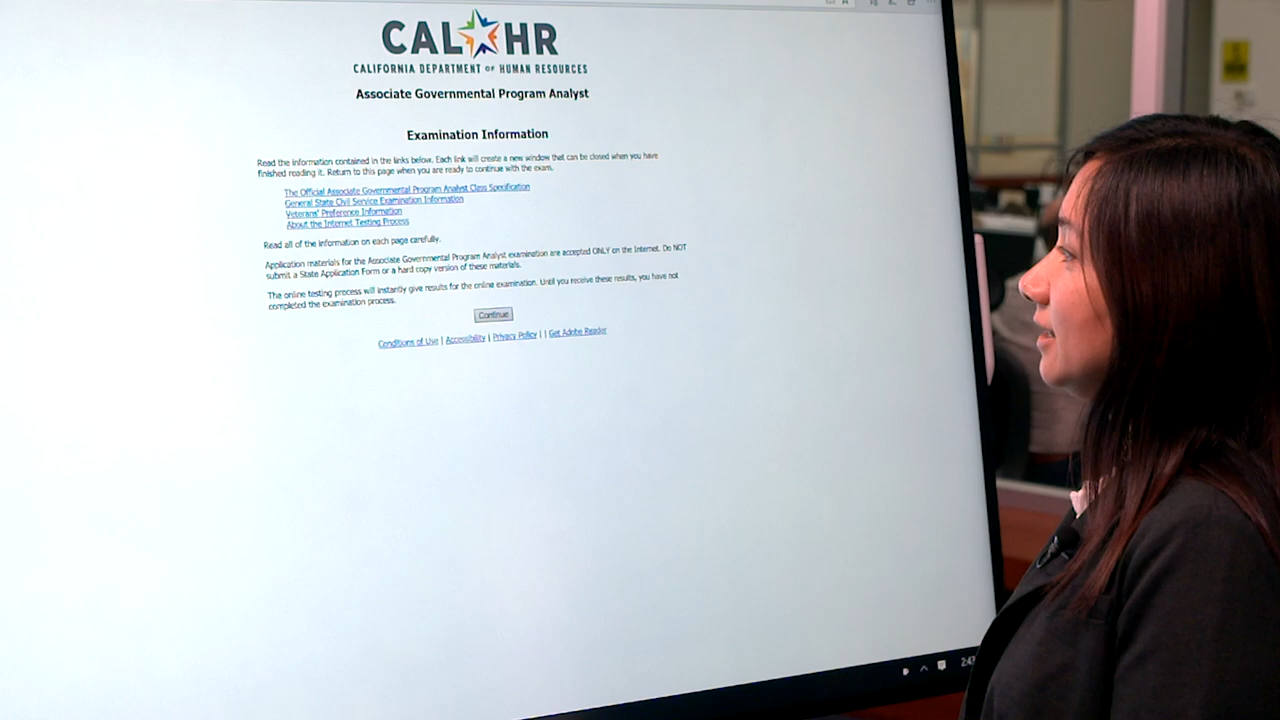 CAL HR
CALIFORNIA DEPARTMENT OF HUMAN RESOURCES
Associate Governmental Program Analyst
Examination Information
Read the information contained in the links below. Each link will create a new window that can be closed when you have
finished reading it. Return to this page when you are ready to continue with the exam.
The Official Associate Governmental Program Analyst Class Specification
General State Civil Service Examination Information
Veterans' Preference Information
About the Internet Testing Process
Read all of the information on each page carefully.
Application materials for the Associate Governmental Program Analyst examination are accepted ONLY on the Internet. Do NOT
submit a State Application Form or a hard copy version of these materials.
The online testing process will instantly give results for the online examination. Until you receive these results, you have not
completed the examination process.
Continue
Conditions of Use | Accessibility | Privacy Policy | | Get Adobe Reader